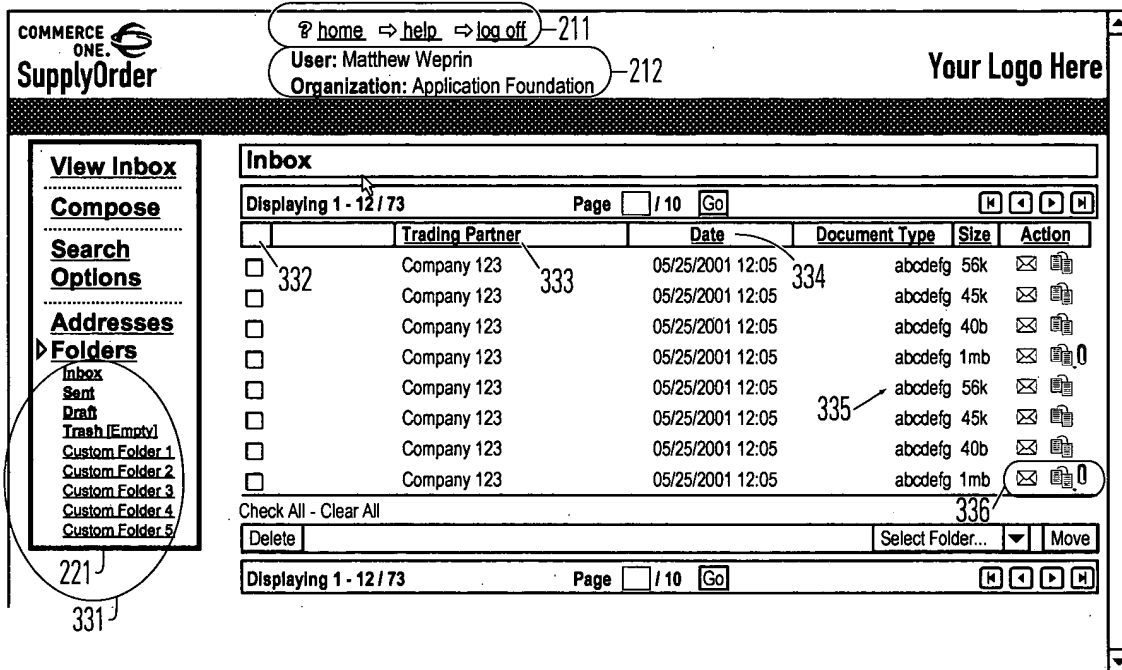 COMMERCE ONE.
SupplyOrder
? home ⇨ help ⇨ log off
211
User: Matthew Weprin
Organization: Application Foundation
212
Your Logo Here
View Inbox
Compose
Search Options
Addresses
Folders
Inbox
Sent
Draft
Trash [Empty]
Custom Folder 1
Custom Folder 2
Custom Folder 3
Custom Folder 4
Custom Folder 5
221
331
Inbox
Displaying 1 - 12 / 73 Page / 10 Go
Trading Partner Date Document Type Size Action
332 333 334
Company 123 05/25/2001 12:05 abcdefg 56k
Company 123 05/25/2001 12:05 abcdefg 45k
Company 123 05/25/2001 12:05 abcdefg 40b
Company 123 05/25/2001 12:05 abcdefg 1mb
Company 123 05/25/2001 12:05 abcdefg 56k
335
Company 123 05/25/2001 12:05 abcdefg 45k
Company 123 05/25/2001 12:05 abcdefg 40b
Company 123 05/25/2001 12:05 abcdefg 1mb
336
Check All - Clear All
Delete Select Folder... Move
Displaying 1 - 12 / 73 Page / 10 Go